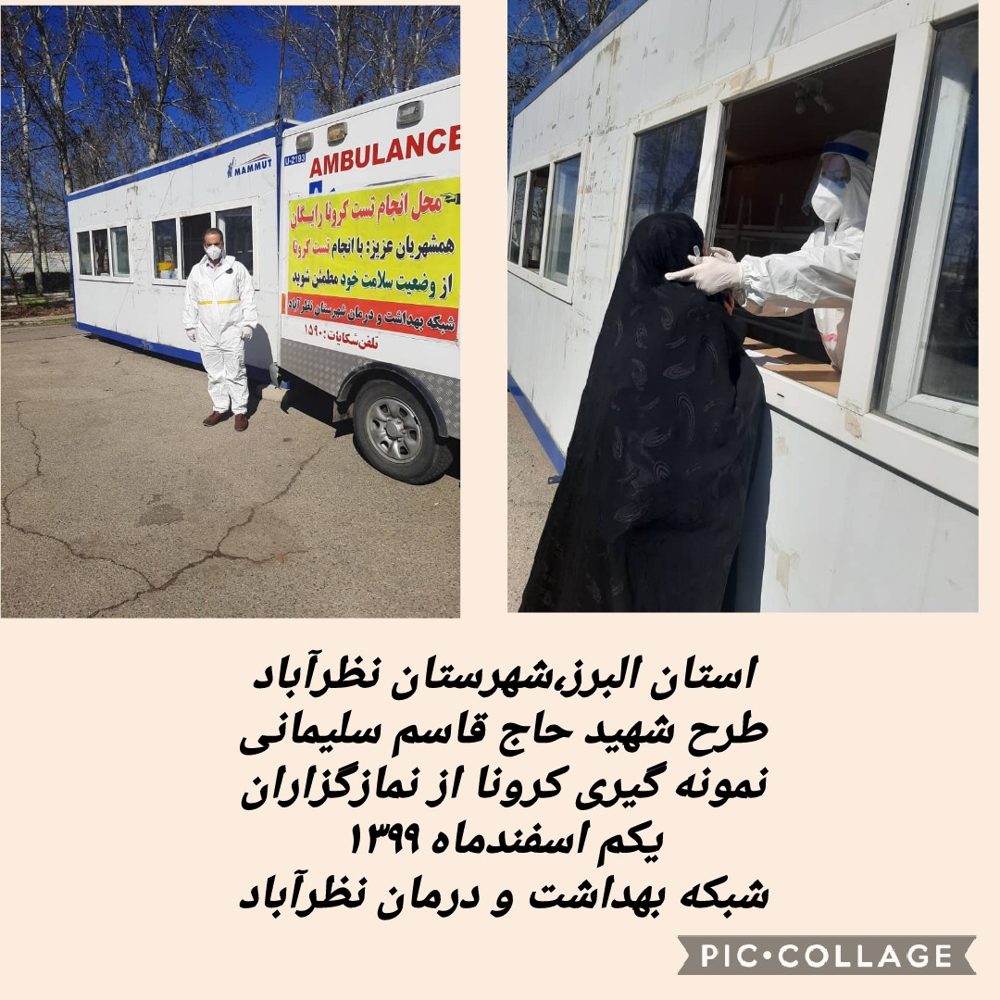 MAMMUT
U-2193
AMBULANCE
محل انجام تست کرونا رایگان
همشهریان عزیز: با انجام تست کرونا
از وضعیت سلامت خود مطمئن شوید
شبکه بهداشت و درمان شهرستان نظرآباد
تلفن شکایات: ۱۵۹۰
استان البرز،شهرستان نظرآباد
طرح شهید حاج قاسم سلیمانی
نمونه گیری کرونا از نمازگزاران
یکم اسفندماه ۱۳۹۹
شبکه بهداشت و درمان نظرآباد
PIC•COLLAGE